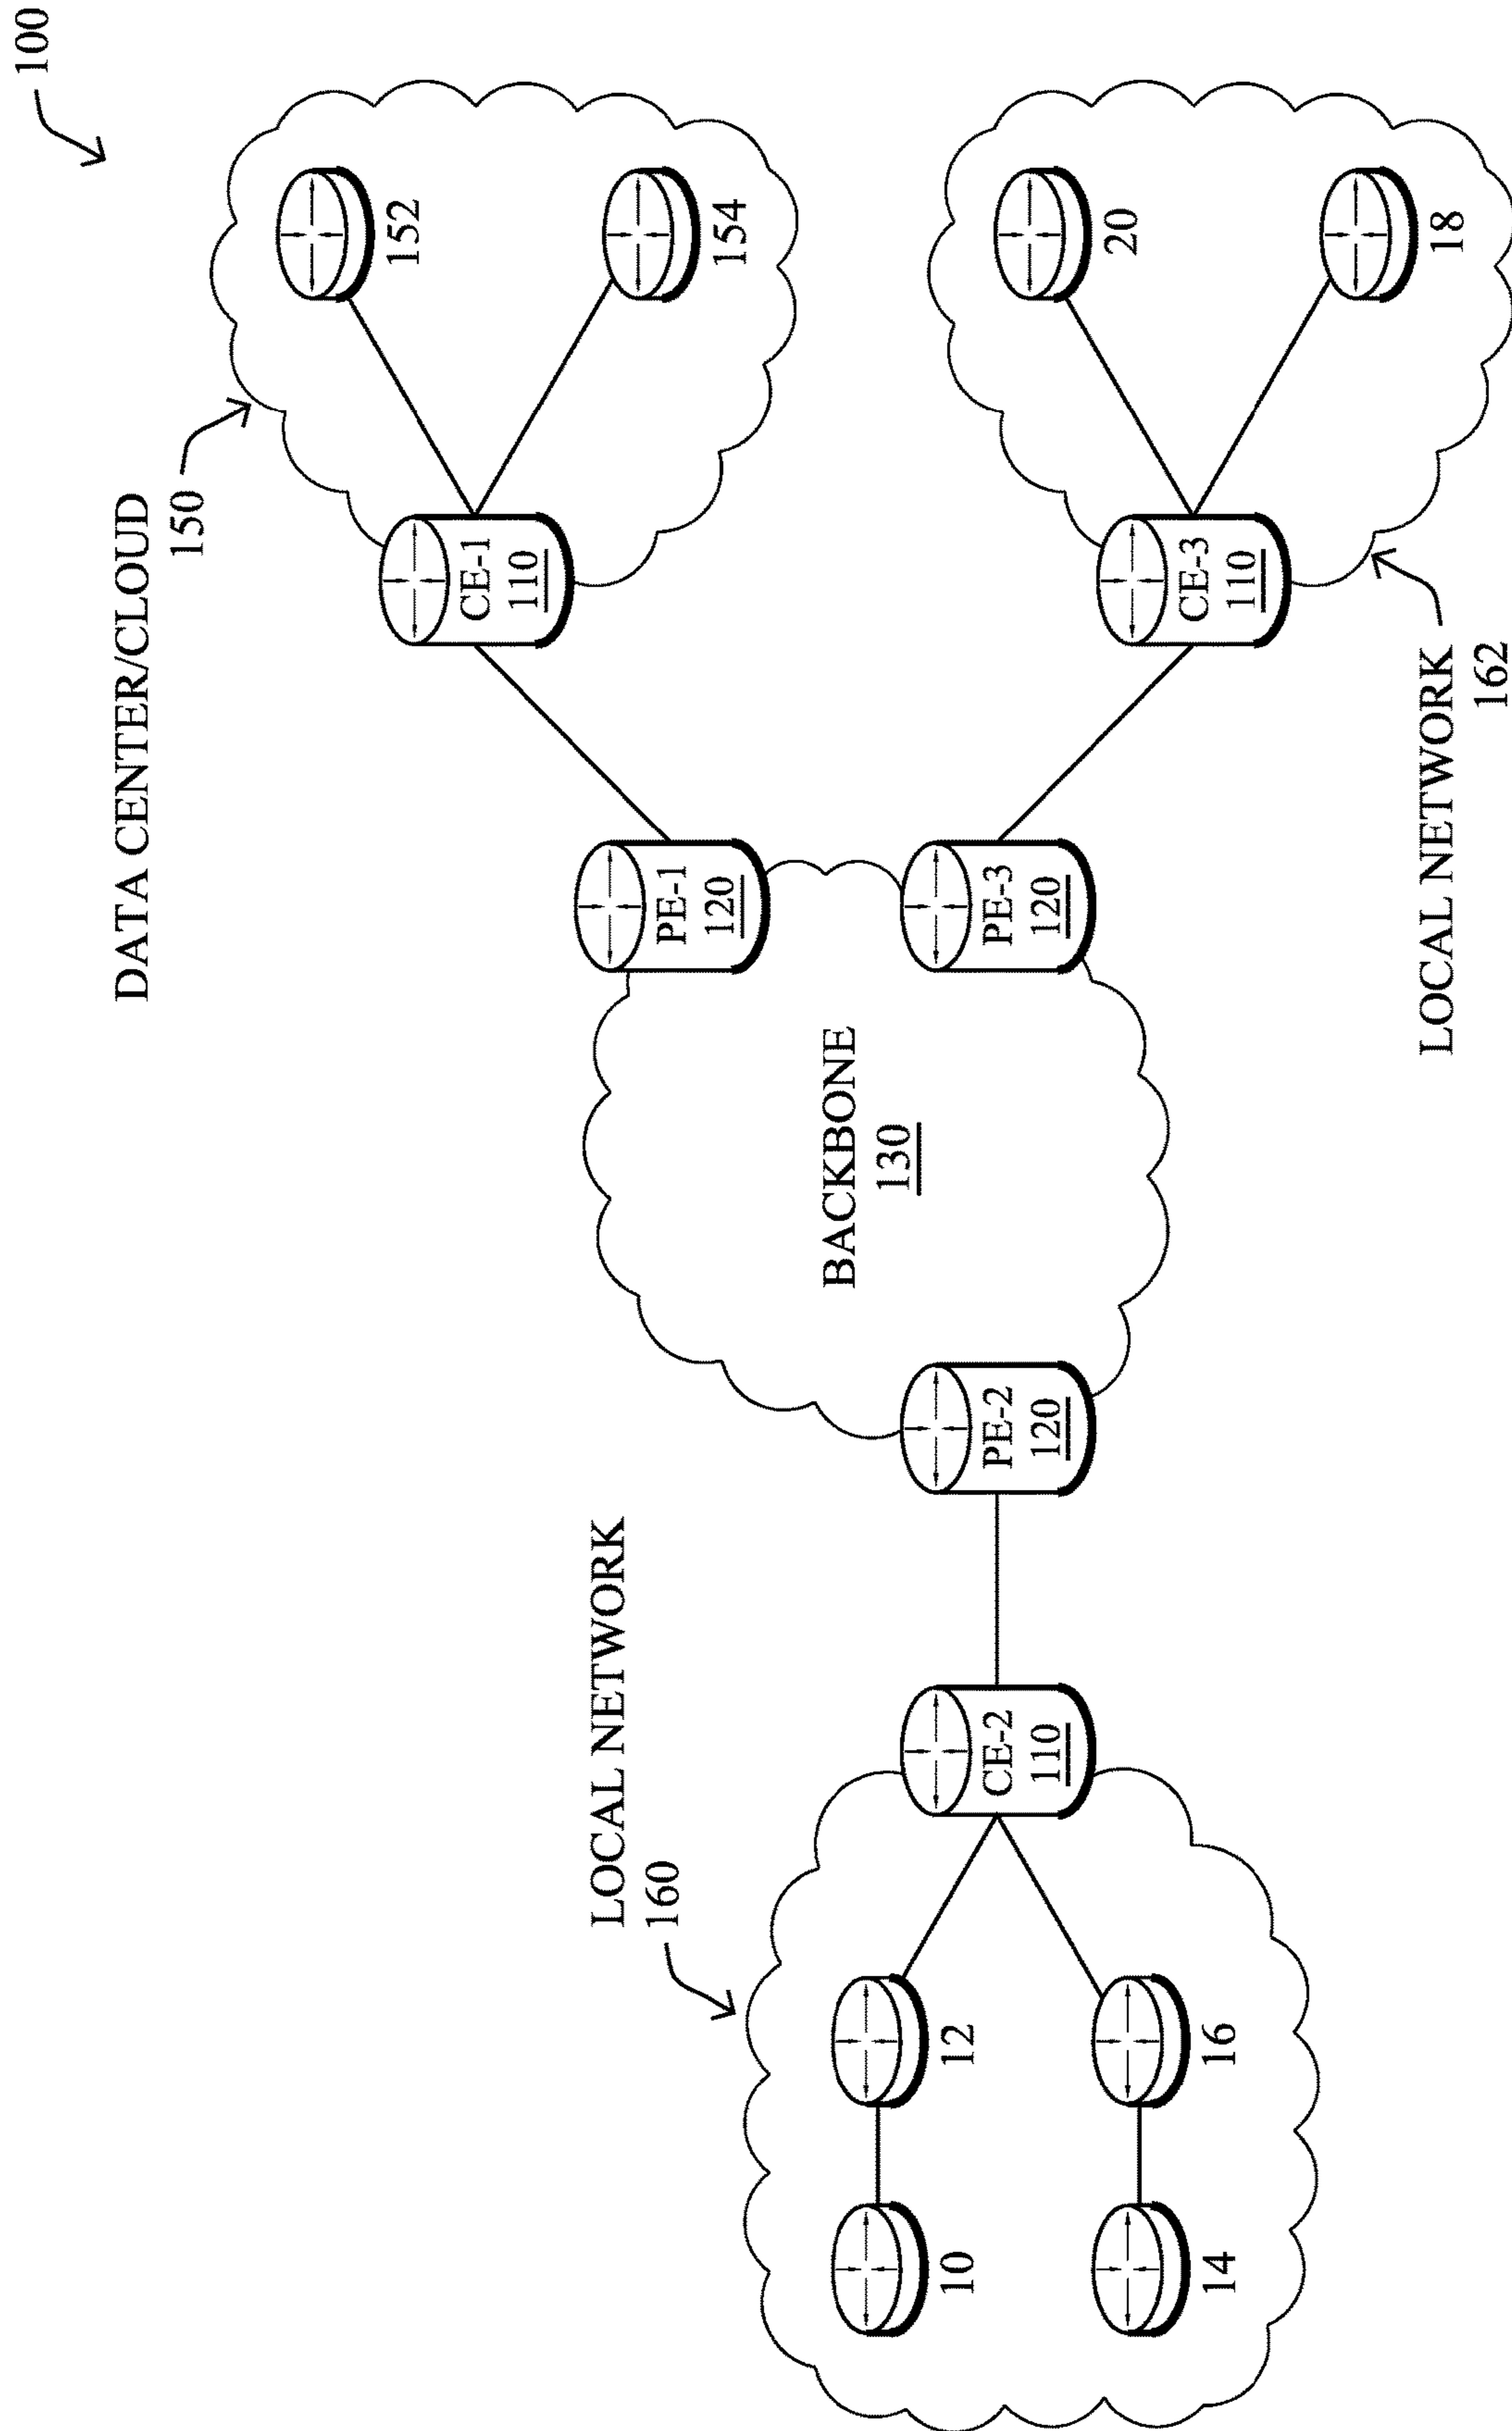 100
DATA CENTER/CLOUD
150
152
154
CE-1
110
PE-1
120
BACKBONE
130
PE-3
120
PE-2
120
LOCAL NETWORK
160
CE-2
110
10
12
14
16
CE-3
110
20
18
LOCAL NETWORK
162